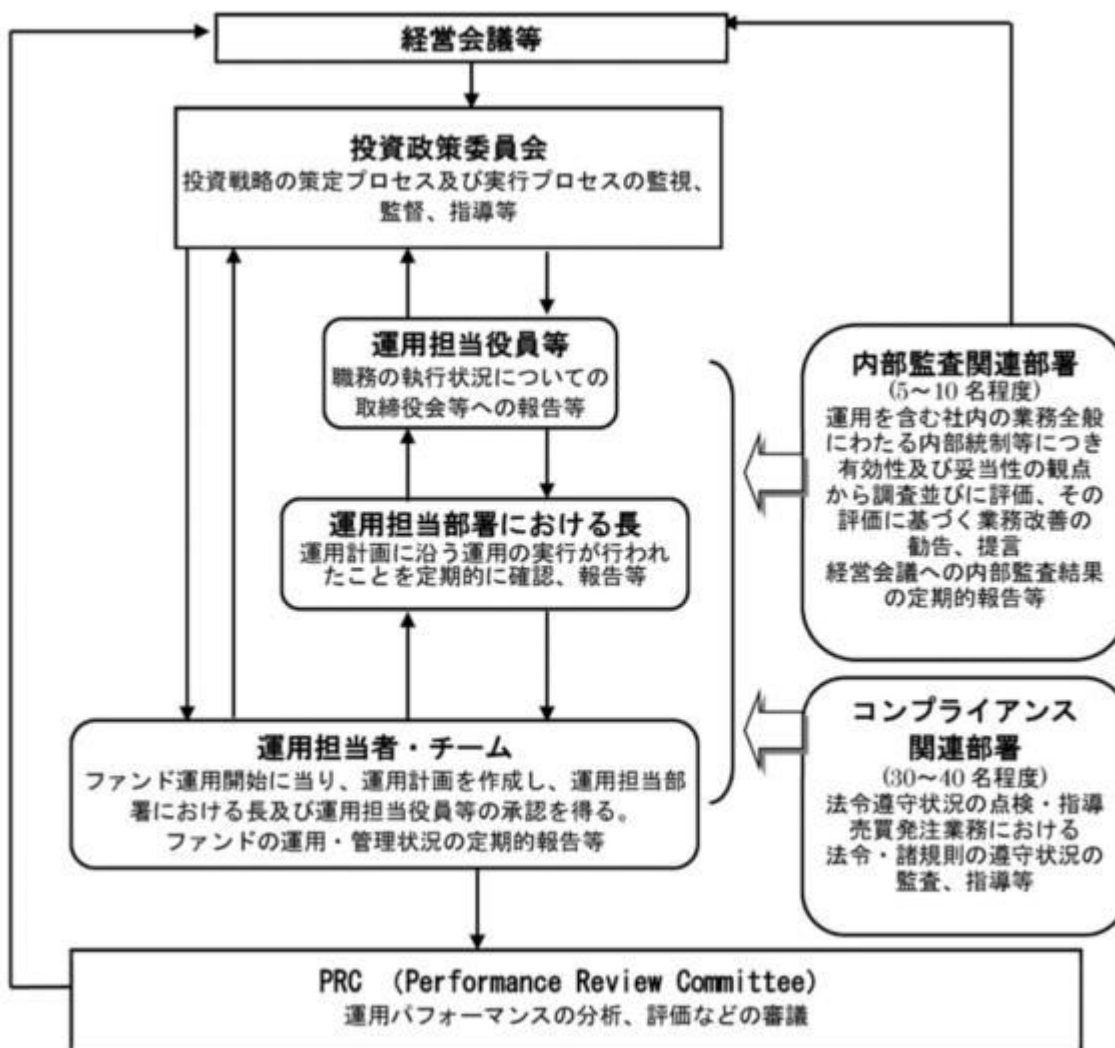 経営会議等
投資政策委員会
投資戦略の策定プロセス及び実行プロセスの監視、
監督、指導等
運用担当役員等
職務の執行状況についての
取締役会等への報告等
運用担当部署における長
運用計画に沿う運用の実行が行われ
たことを定期的に確認、報告等
運用担当者・チーム
ファンド運用開始に当り、運用計画を作成し、運用担当部
署における長及び運用担当役員等の承認を得る。
ファンドの運用・管理状況の定期的報告等
内部監査関連部署
(5～10 名程度)
運用を含む社内の業務全般
にわたる内部統制等につき
有効性及び妥当性の観点
から調査並びに評価、その
評価に基づく業務改善の
勧告、提言
経営会議への内部監査結果
の定期的報告等
コンプライアンス
関連部署
(30～40 名程度)
法令遵守状況の点検・指導
売買発注業務における
法令・諸規則の遵守状況の
監査、指導等
PRC （Performance Review Committee）
運用パフォーマンスの分析、評価などの審議